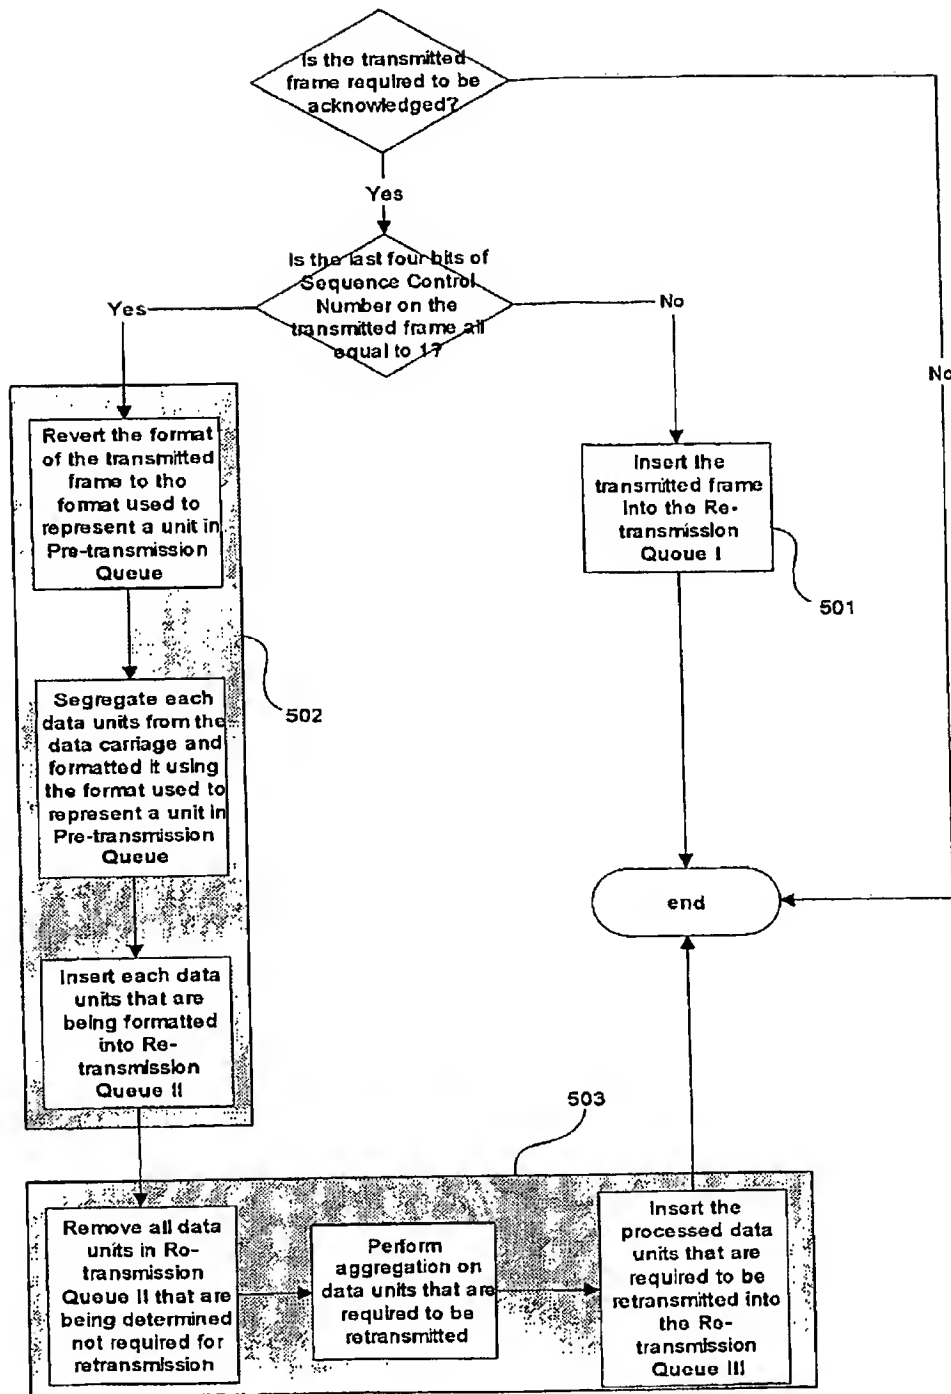 Is the transmitted
frame required to be
acknowledged?
Yes
Is the last four bits of
Sequence Control
Number on the
transmitted frame all
equal to 1?
Yes
No
No
Revert the format
of the transmitted
frame to tho
format used to
represent a unit in
Pre-transmission
Queue
Insert the
transmitted frame
into the Re-
transmission
Quoue I
501
502
Segregate each
data units from the
data carriage and
formatted it using
the format used to
represent a unit in
Pre-transmission
Queue
end
Insert each data
units that are
being formatted
into Re-
transmission
Queue II
503
Remove all data
units in Ro-
transmission
Queue II that are
being determined
not required for
retransmission
Perform
aggregation on
data units that are
required to be
retransmitted
Insert the
processed data
units that are
required to be
retransmitted into
the Re-
transmission
Queue III